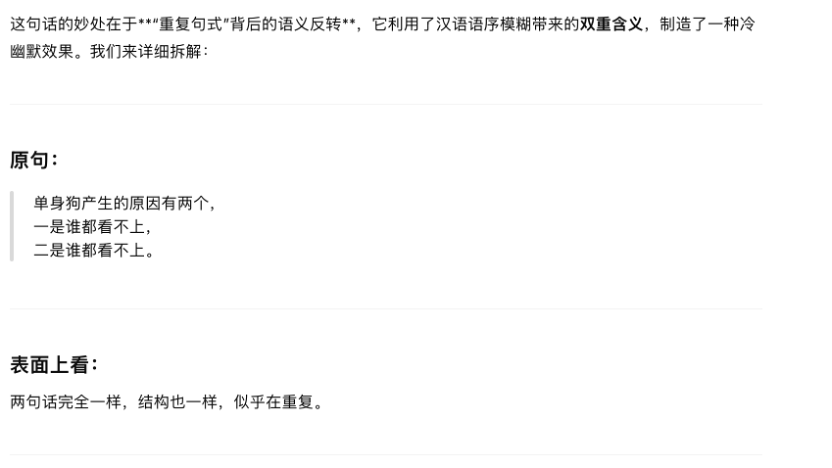 这句话的妙处在于**“重复句式”背后的语义反转**，它利用了汉语语序模糊带来的双重含义，制造了一种冷
幽默效果。我们来详细拆解：
原句：
单身狗产生的原因有两个，
一是谁都看不上，
二是谁都看不上。
表面上看：
两句话完全一样，结构也一样，似乎在重复。